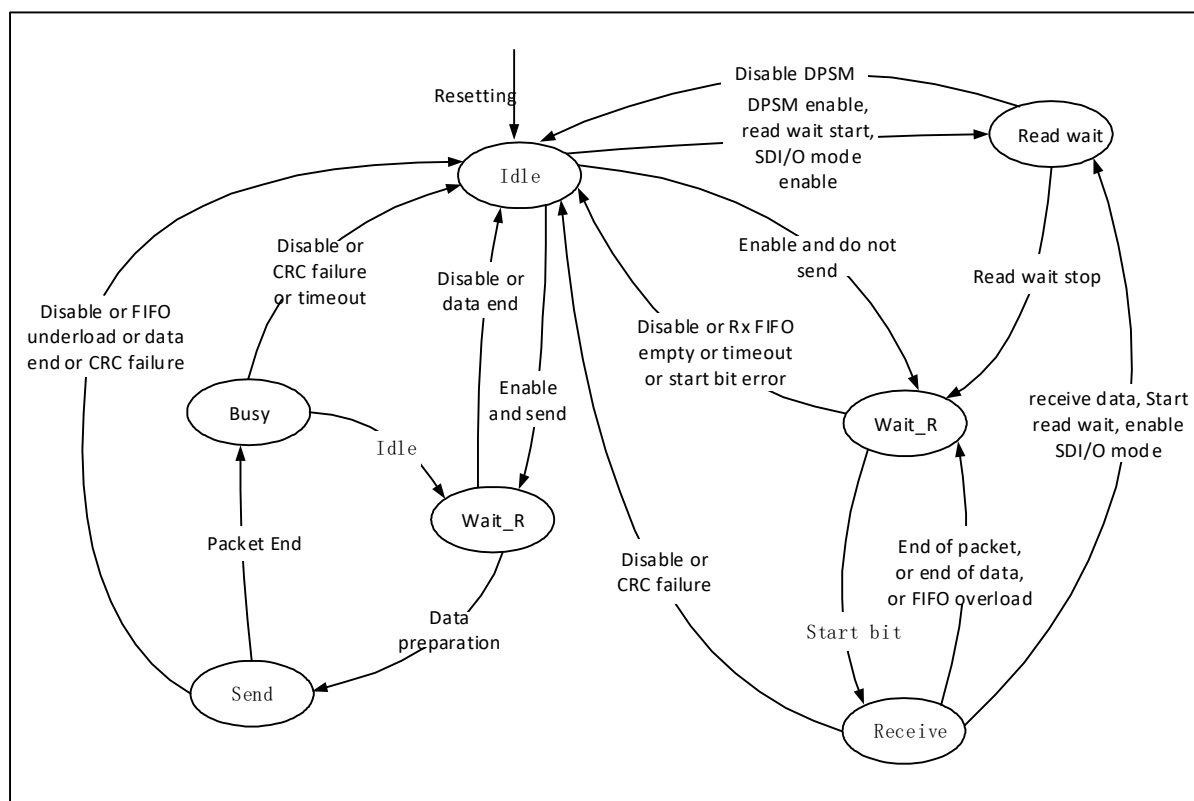 Resetting
Disable DPSM
DPSM enable,
read wait start,
SDI/O mode
enable
Read wait
Idle
Enable and do not
send
Read wait stop
Disable or
CRC failure
or timeout
Disable or
data end
Disable or FIFO
underload or data
end or CRC failure
Disable or Rx FIFO
empty or timeout
or start bit error
Enable
and send
Busy
Idle
Wait_R
receive data, Start
read wait, enable
SDI/O mode
Wait_R
Packet End
Disable or
CRC failure
End of packet,
or end of data,
or FIFO overload
Data
preparation
Start bit
Send
Receive